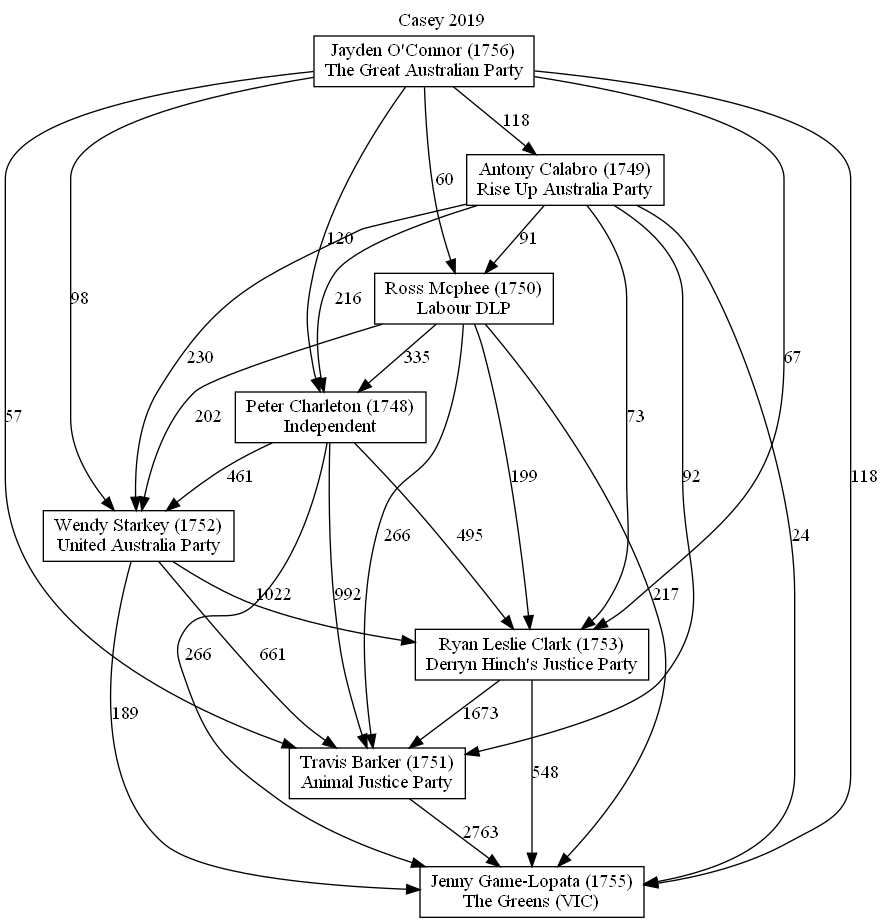 Casey 2019
Jayden O'Connor (1756)
The Great Australian Party
118
Antony Calabro (1749)
Rise Up Australia Party
60
91
120
Ross Mcphee (1750)
Labour DLP
98
216
230
335
67
202
Peter Charleton (1748)
Independent
57
73
461
199
92
118
Wendy Starkey (1752)
United Australia Party
266
495
24
1022
992
217
Ryan Leslie Clark (1753)
Derryn Hinch's Justice Party
266
661
189
1673
Travis Barker (1751)
Animal Justice Party
548
2763
Jenny Game-Lopata (1755)
The Greens (VIC)